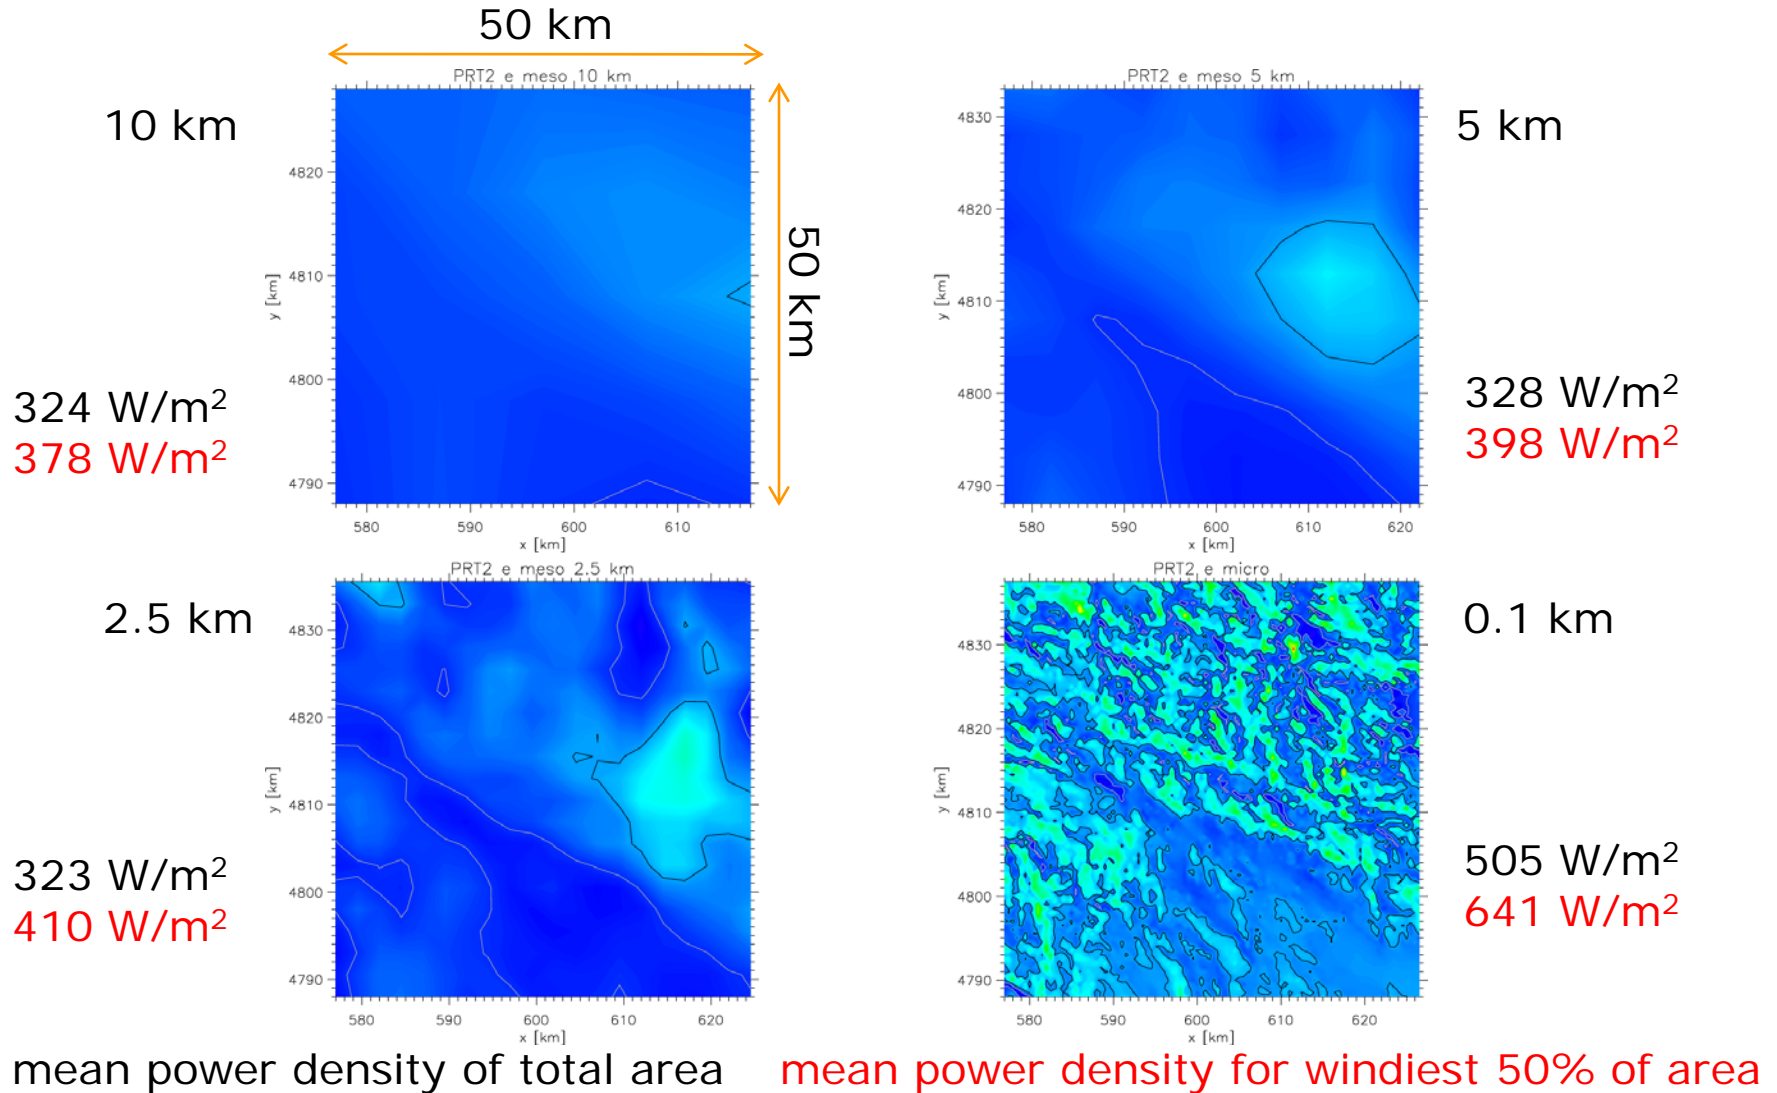 50 km
PRT2 e meso 10 km
10 km
4820
4810
4800
4790
y [km]
580 590 600 610
x [km]
50 km
324 W/m²
378 W/m²
PRT2 e meso 5 km
5 km
4830
4820
4810
4800
4790
y [km]
580 590 600 610 620
x [km]
328 W/m²
398 W/m²
PRT2 e meso 2.5 km
2.5 km
4830
4820
4810
4800
4790
y [km]
580 590 600 610 620
x [km]
323 W/m²
410 W/m²
PRT2 e micro
0.1 km
4830
4820
4810
4800
4790
y [km]
580 590 600 610 620
x [km]
505 W/m²
641 W/m²
mean power density of total area
mean power density for windiest 50% of area